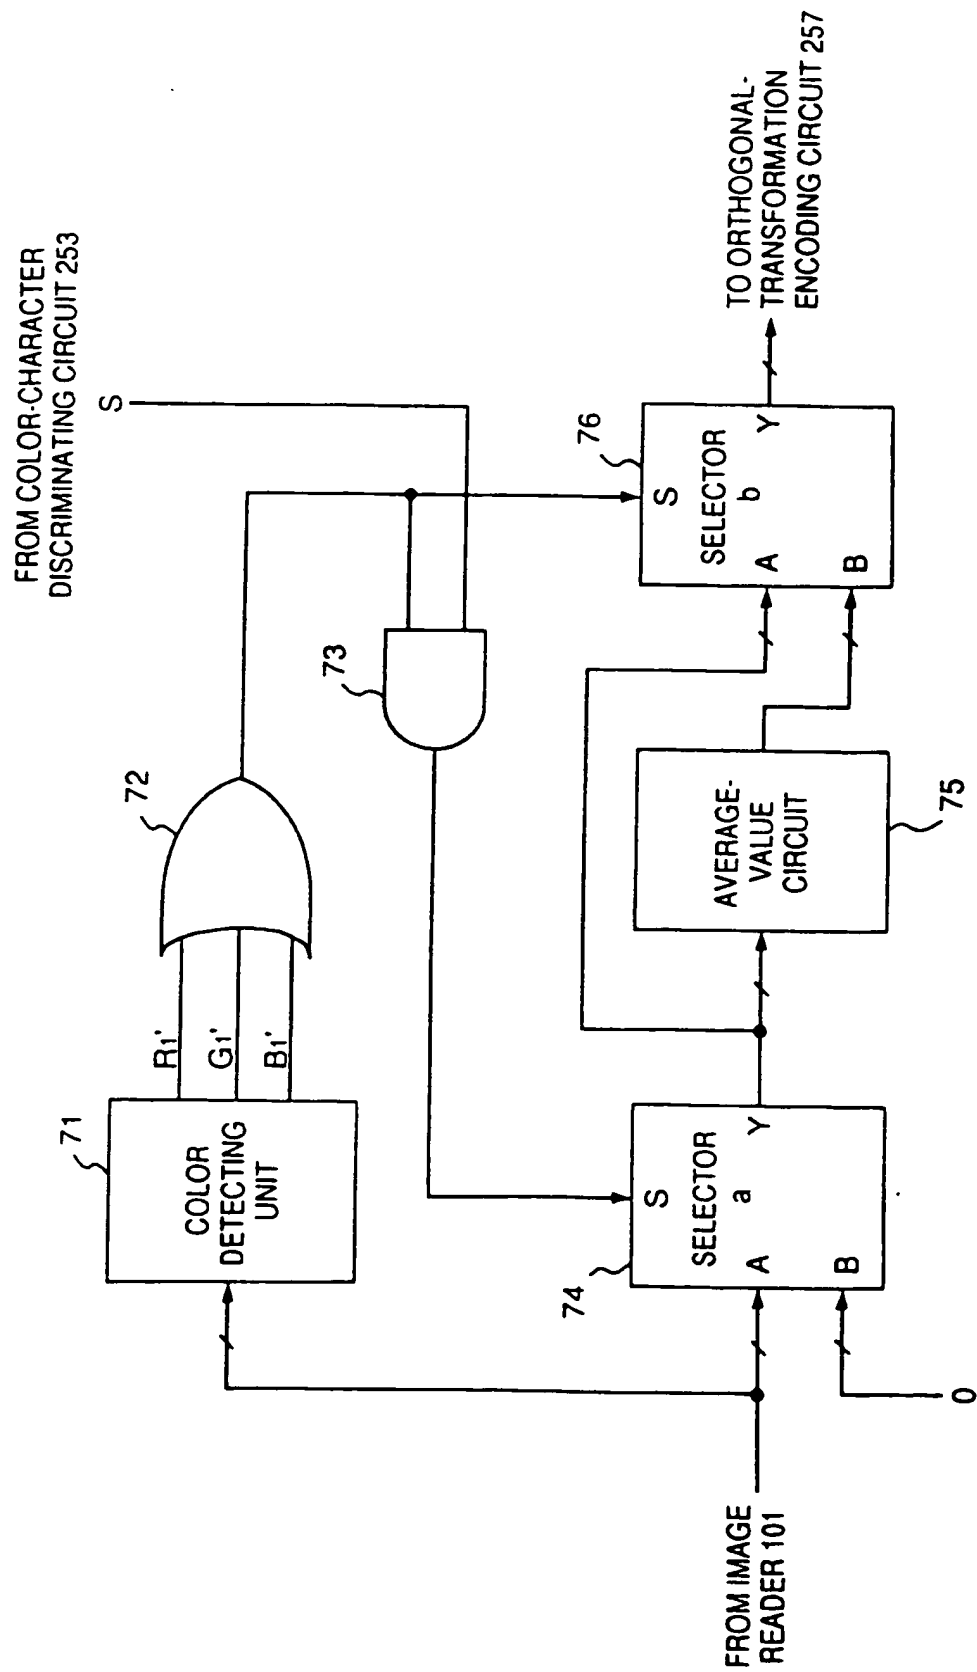 FROM COLOR-CHARACTER
DISCRIMINATING CIRCUIT 253
S
71
COLOR
DETECTING
UNIT
R1'
G1'
B1'
72
73
74
S
SELECTOR
a
A
B
Y
AVERAGE-
VALUE
CIRCUIT
75
76
S
SELECTOR
b
A
B
Y
TO ORTHOGONAL-
TRANSFORMATION
ENCODING CIRCUIT 257
FROM IMAGE
READER 101
0